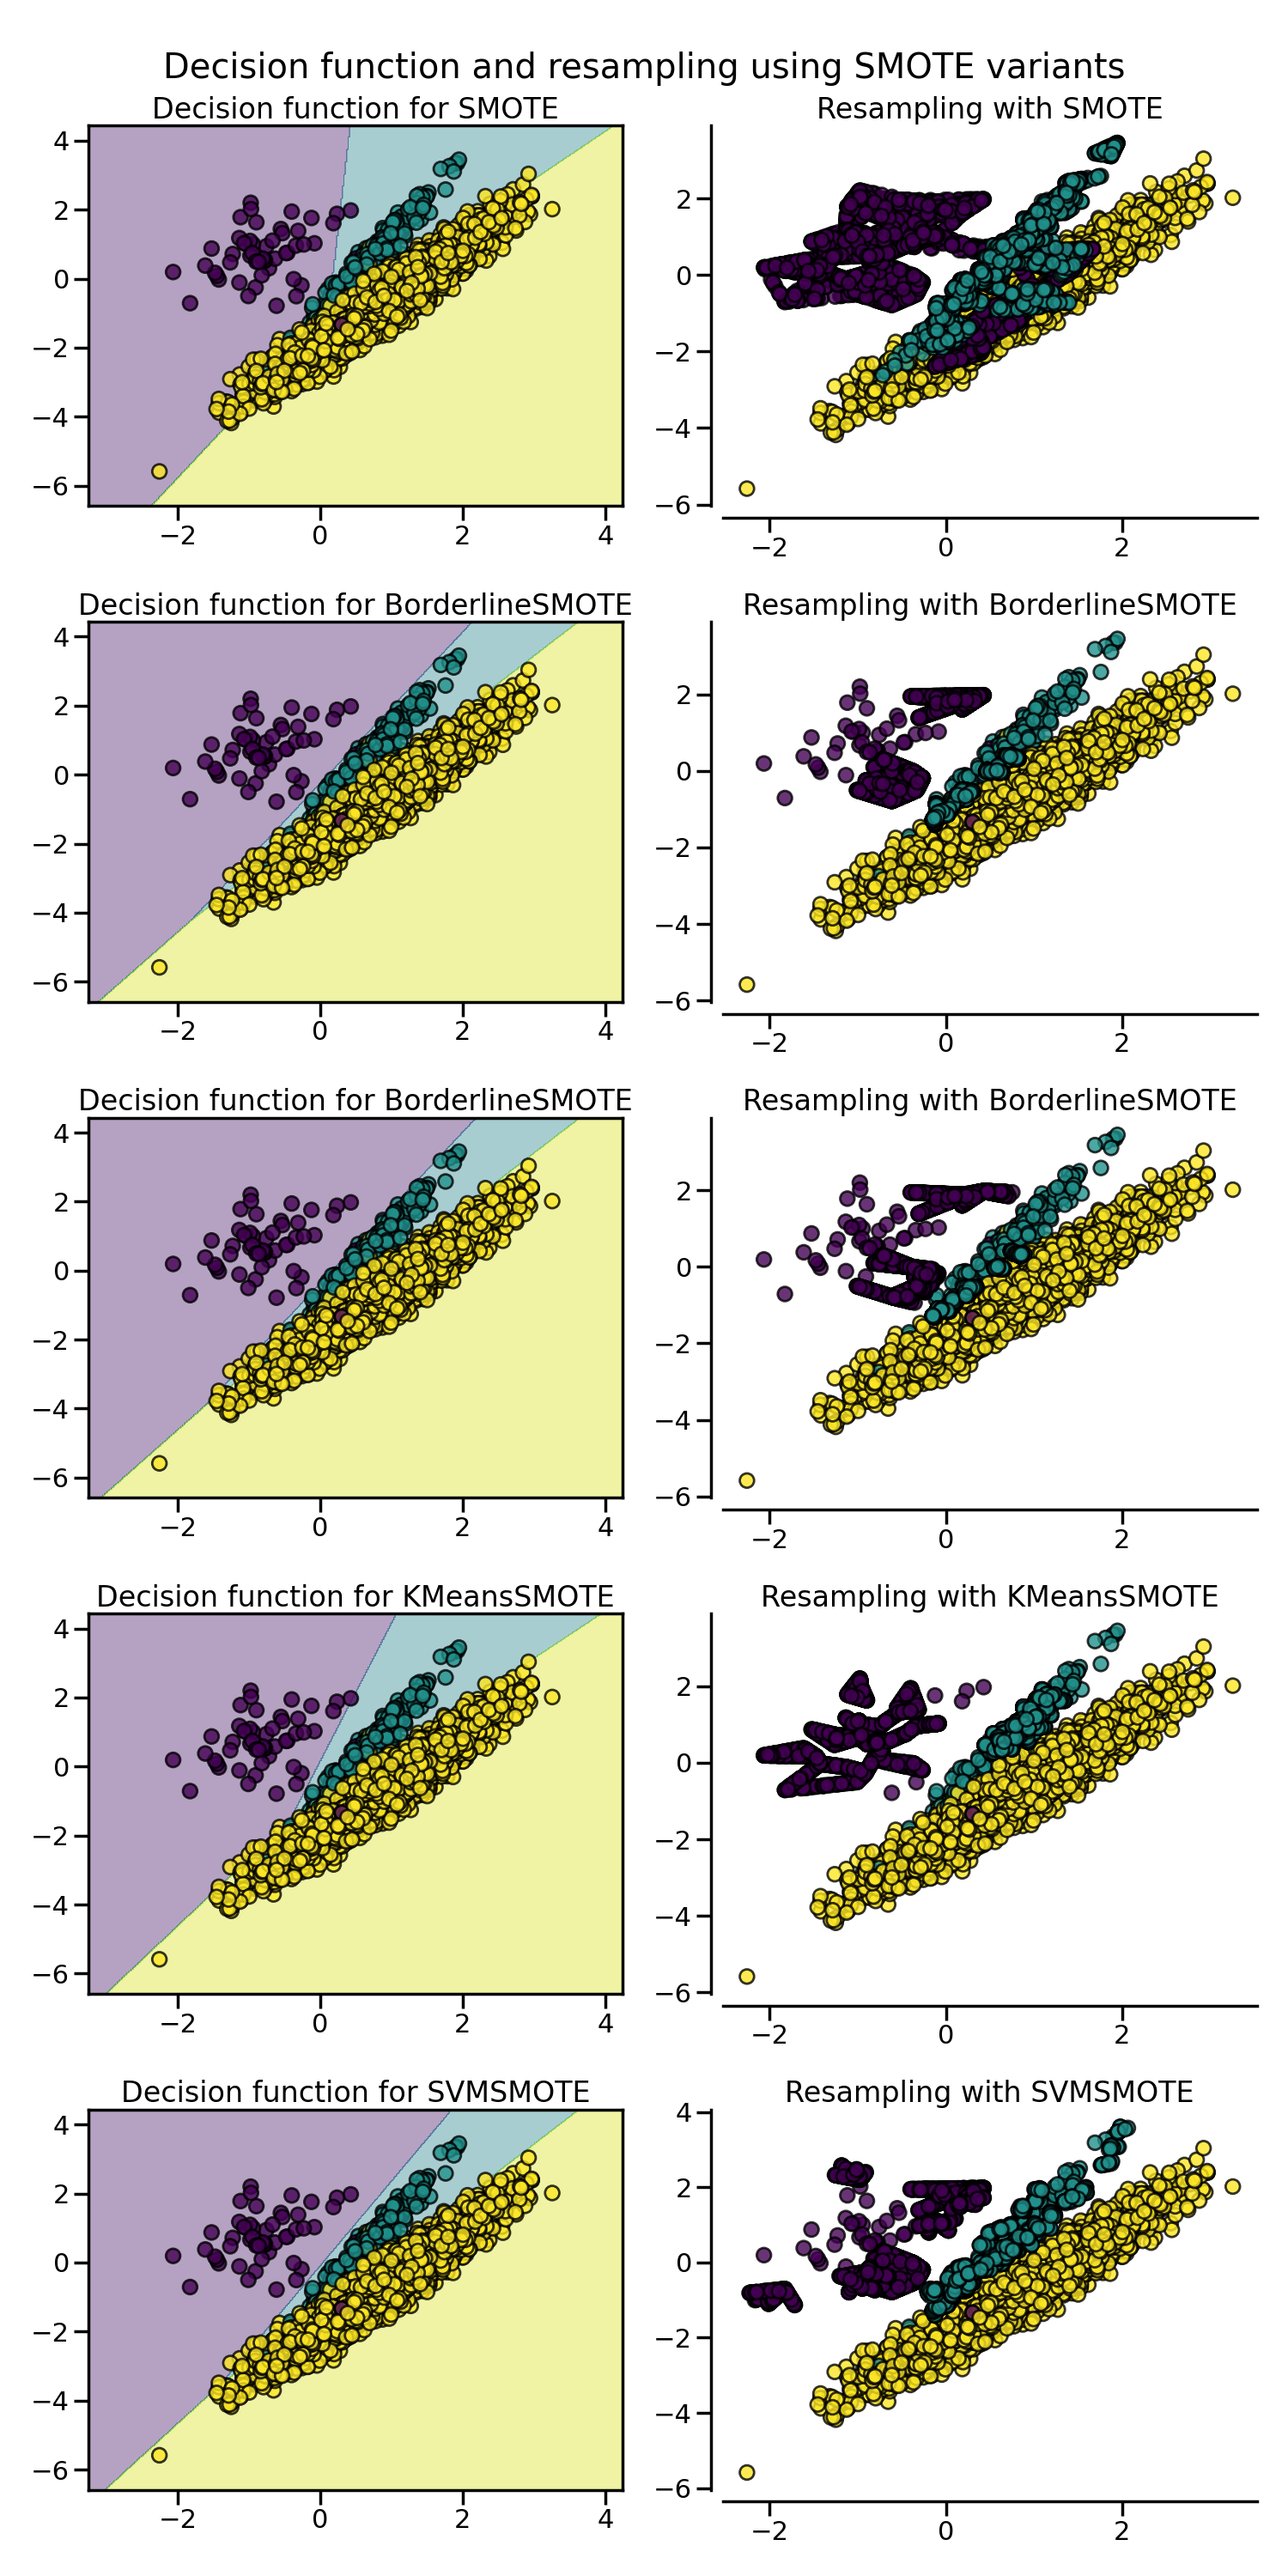 Decision function and resampling using SMOTE variants
Decision function for SMOTE
Resampling with SMOTE
4
2
0
−2
−4
−6
−2 0 2 4
2
0
−2
−4
−6
−2 0 2
Decision function for BorderlineSMOTE
Resampling with BorderlineSMOTE
4
2
0
−2
−4
−6
−2 0 2 4
2
0
−2
−4
−6
−2 0 2
Decision function for BorderlineSMOTE
Resampling with BorderlineSMOTE
4
2
0
−2
−4
−6
−2 0 2 4
2
0
−2
−4
−6
−2 0 2
Decision function for KMeansSMOTE
Resampling with KMeansSMOTE
4
2
0
−2
−4
−6
−2 0 2 4
2
0
−2
−4
−6
−2 0 2
Decision function for SVMSMOTE
Resampling with SVMSMOTE
4
2
0
−2
−4
−6
−2 0 2 4
4
2
0
−2
−4
−6
−2 0 2